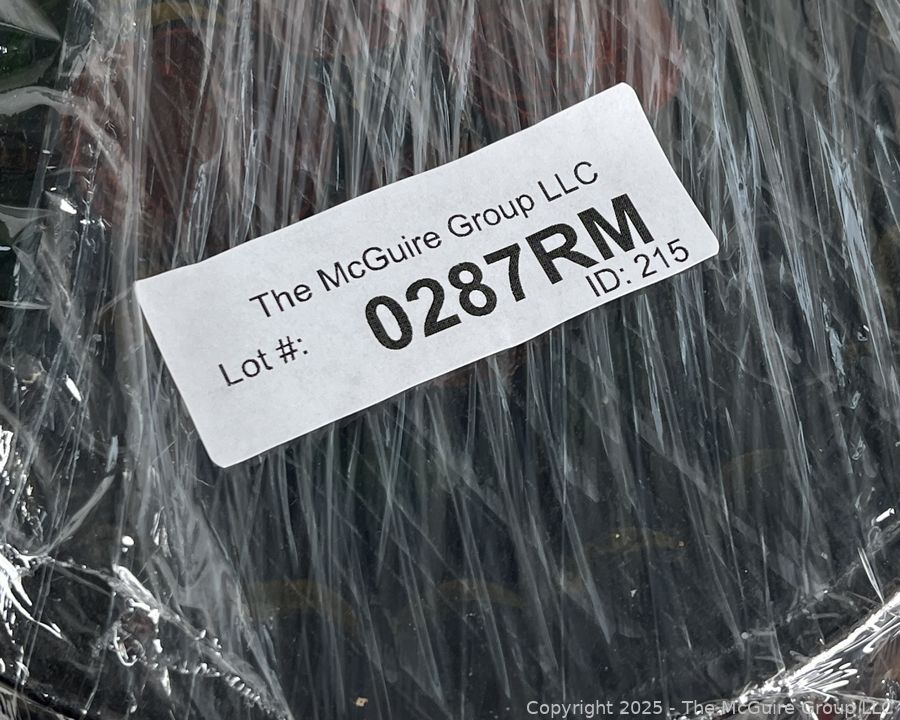 The McGuire Group LLC
Lot #: 0287RM
ID: 215
Copyright 2025 - The McGuire Group LLC